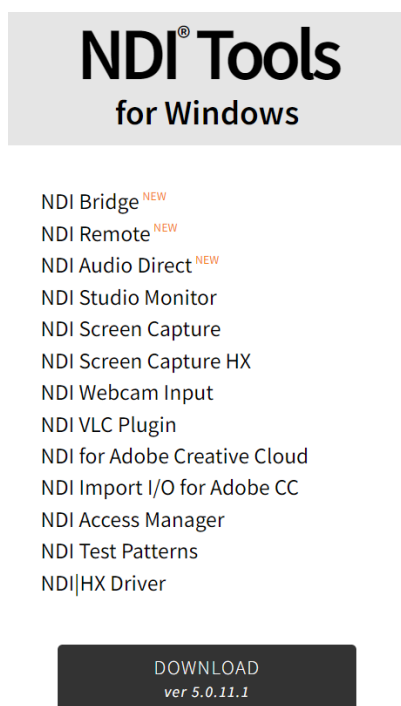 NDI® Tools
for Windows
NDI Bridge NEW
NDI Remote NEW
NDI Audio Direct NEW
NDI Studio Monitor
NDI Screen Capture
NDI Screen Capture HX
NDI Webcam Input
NDI VLC Plugin
NDI for Adobe Creative Cloud
NDI Import I/O for Adobe CC
NDI Access Manager
NDI Test Patterns
NDI|HX Driver
DOWNLOAD
ver 5.0.11.1